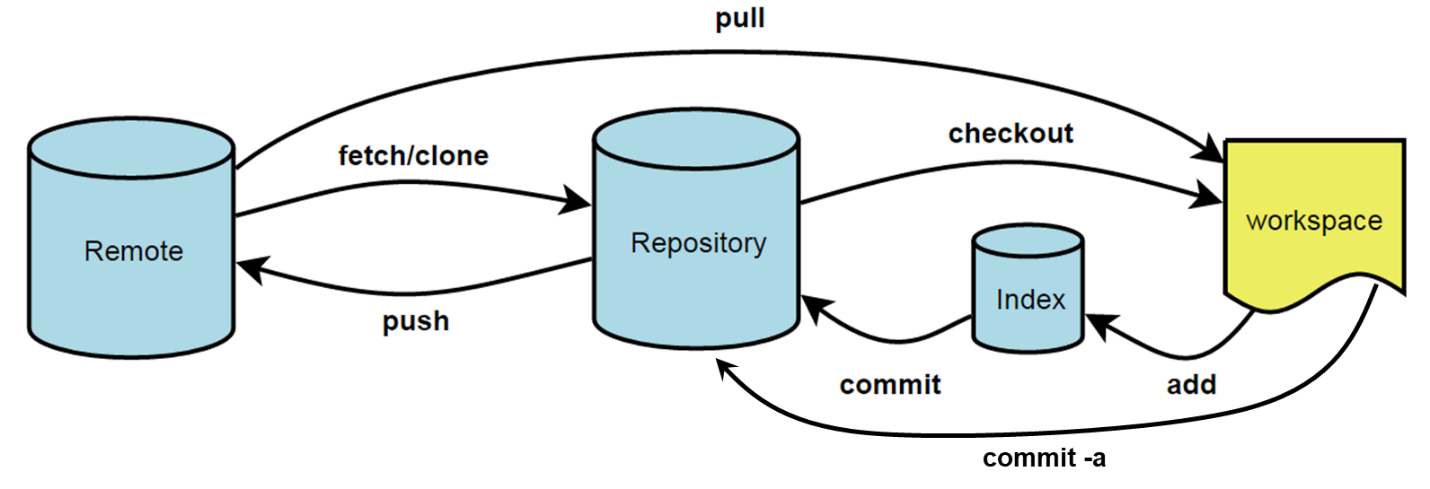 pull
fetch/clone
checkout
Remote
Repository
workspace
Index
push
commit
add
commit -a